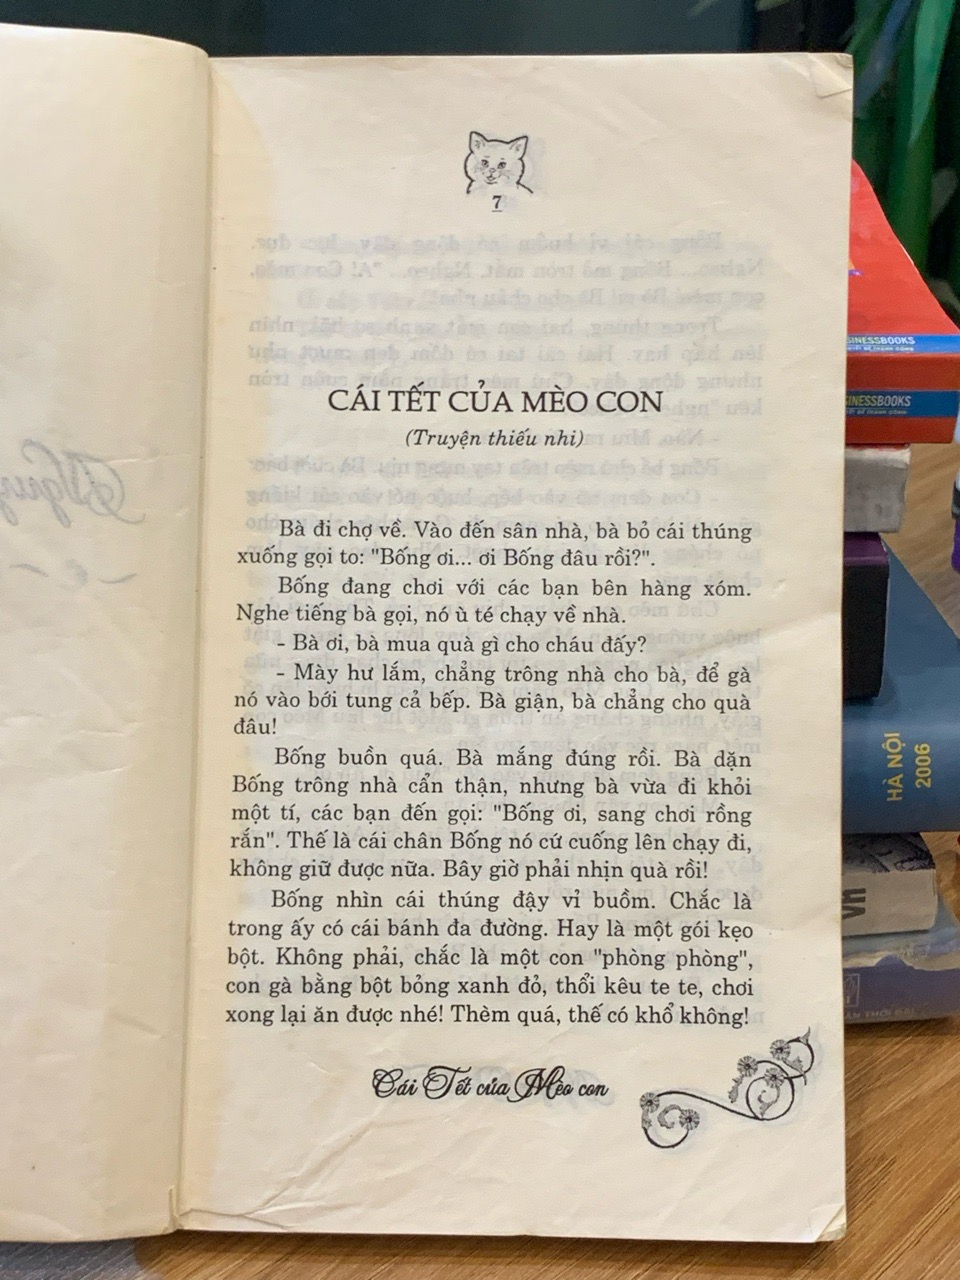 7
CÁI TẾT CỦA MÈO CON
(Truyện thiếu nhi)
Bà đi chợ về. Vào đến sân nhà, bà bỏ cái thúng
xuống gọi to: "Bống ơi... ơi Bống đâu rồi?".
Bống đang chơi với các bạn bên hàng xóm.
Nghe tiếng bà gọi, nó ù té chạy về nhà.
- Bà ơi, bà mua quà gì cho cháu đấy?
- Mày hư lắm, chẳng trông nhà cho bà, để gà
nó vào bới tung cả bếp. Bà giận, bà chẳng cho quà
đâu!
Bống buồn quá. Bà mắng đúng rồi. Bà dặn
Bống trông nhà cẩn thận, nhưng bà vừa đi khỏi
một tí, các bạn đến gọi: "Bống ơi, sang chơi rồng
rắn". Thế là cái chân Bống nó cứ cuống lên chạy đi,
không giữ được nữa. Bây giờ phải nhịn quà rồi!
Bống nhìn cái thúng đậy vỉ buồm. Chắc là
trong ấy có cái bánh đa đường. Hay là một gói kẹo
bột. Không phải, chắc là một con "phòng phòng",
con gà bằng bột bỏng xanh đỏ, thổi kêu te te, chơi
xong lại ăn được nhé! Thèm quá, thế có khổ không!
Cái Tết của Mèo con
SINESSBOOKS
SINESSBOOKS
HÀ NỘI
2006
VH